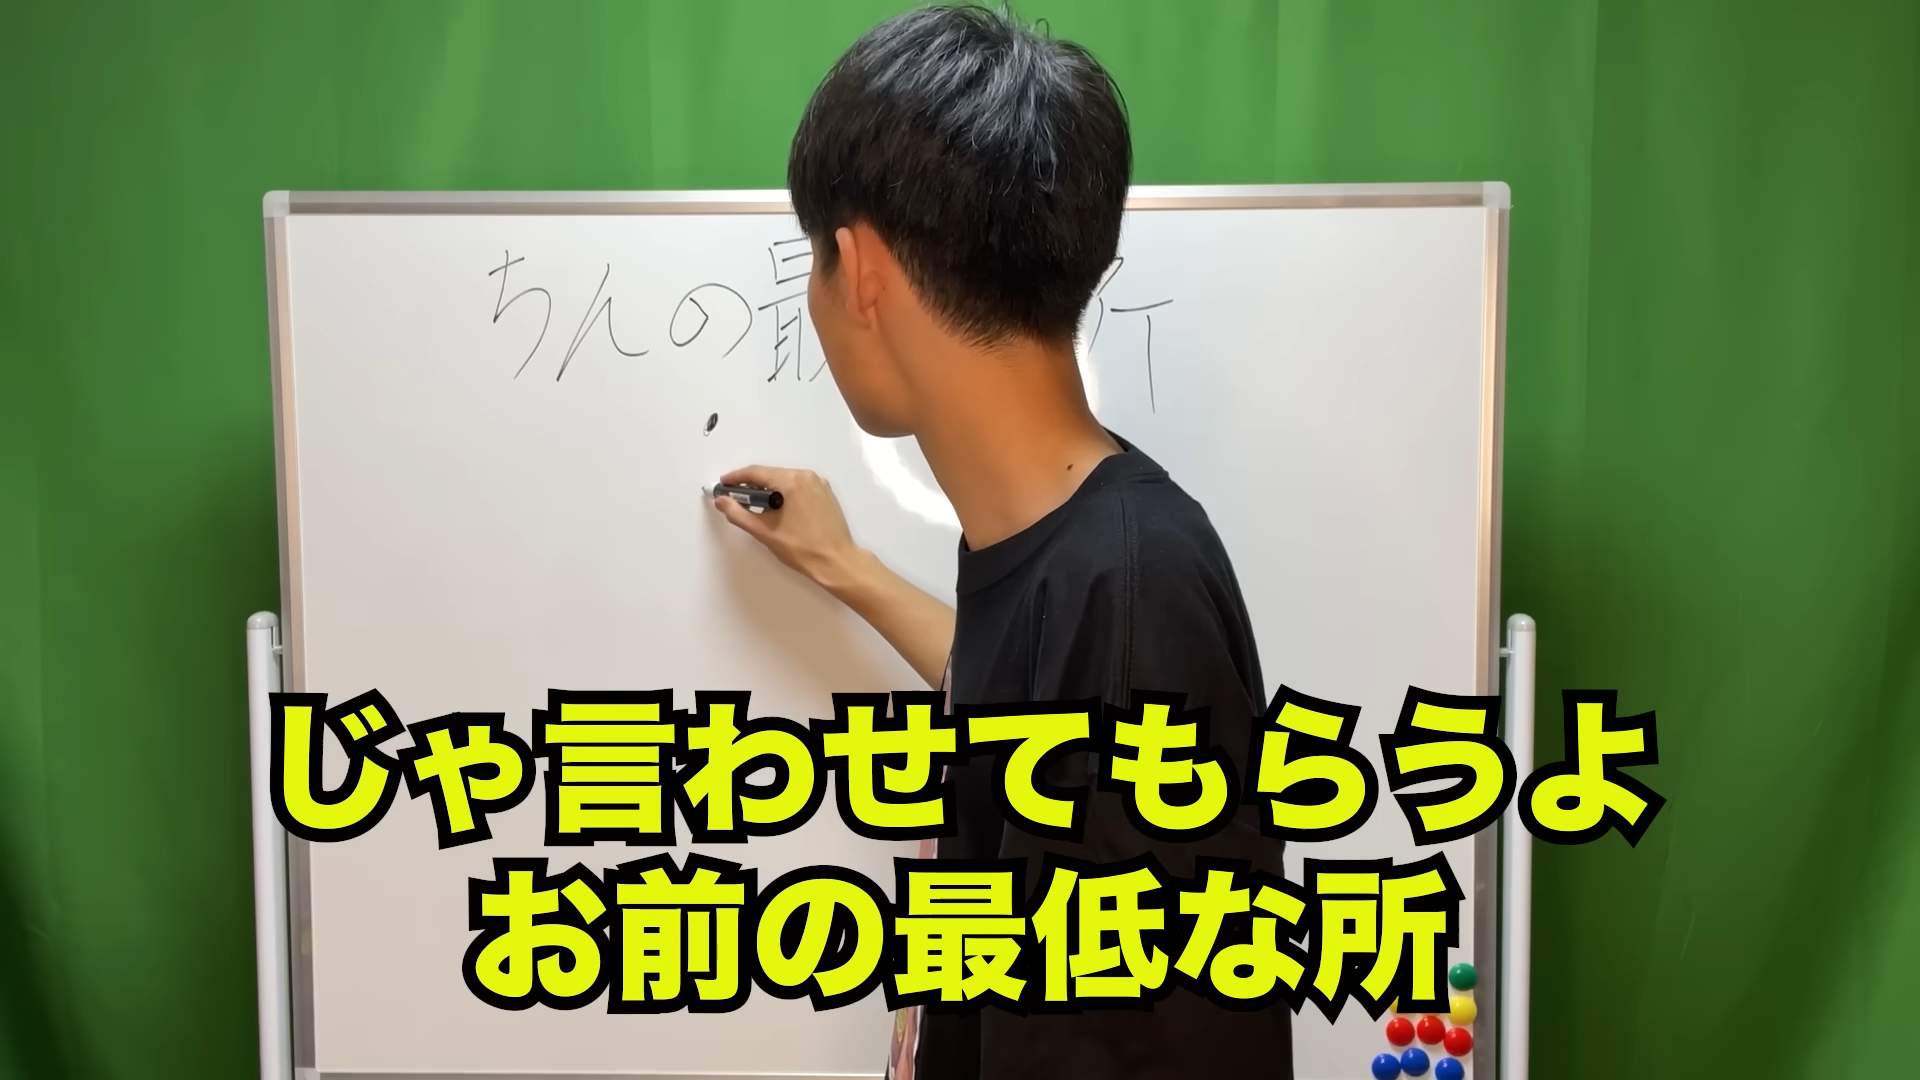 ちんの最
じゃ言わせてもらうよ
お前の最低な所